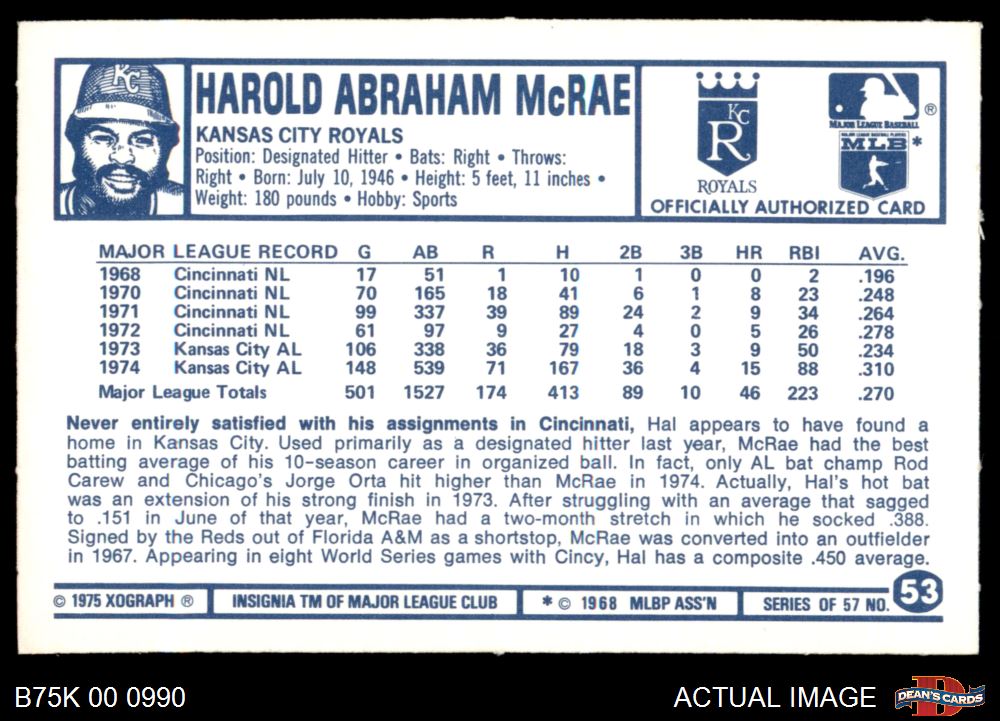 KC
HAROLD ABRAHAM McRAE
KANSAS CITY ROYALS
Position: Designated Hitter • Bats: Right • Throws:
Right • Born: July 10, 1946 • Height: 5 feet, 11 inches •
Weight: 180 pounds • Hobby: Sports
KC
R
ROYALS
®
MAJOR LEAGUE BASEBALL
MAJOR LEAGUE BASEBALL PLAYERS
MLB *
OFFICIALLY AUTHORIZED CARD
MAJOR LEAGUE RECORD G AB R H 2B 3B HR RBI AVG.
1968 Cincinnati NL 17 51 1 10 1 0 0 2 .196
1970 Cincinnati NL 70 165 18 41 6 1 8 23 .248
1971 Cincinnati NL 99 337 39 89 24 2 9 34 .264
1972 Cincinnati NL 61 97 9 27 4 0 5 26 .278
1973 Kansas City AL 106 338 36 79 18 3 9 50 .234
1974 Kansas City AL 148 539 71 167 36 4 15 88 .310
Major League Totals 501 1527 174 413 89 10 46 223 .270
Never entirely satisfied with his assignments in Cincinnati, Hal appears to have found a
home in Kansas City. Used primarily as a designated hitter last year, McRae had the best
batting average of his 10-season career in organized ball. In fact, only AL bat champ Rod
Carew and Chicago's Jorge Orta hit higher than McRae in 1974. Actually, Hal's hot bat
was an extension of his strong finish in 1973. After struggling with an average that sagged
to .151 in June of that year, McRae had a two-month stretch in which he socked .388.
Signed by the Reds out of Florida A&M as a shortstop, McRae was converted into an outfielder
in 1967. Appearing in eight World Series games with Cincy, Hal has a composite .450 average.
© 1975 XOGRAPH ® INSIGNIA TM OF MAJOR LEAGUE CLUB * © 1968 MLBP ASS'N SERIES OF 57 NO. 53
B75K 00 0990 ACTUAL IMAGE
D
DEAN'S CARDS